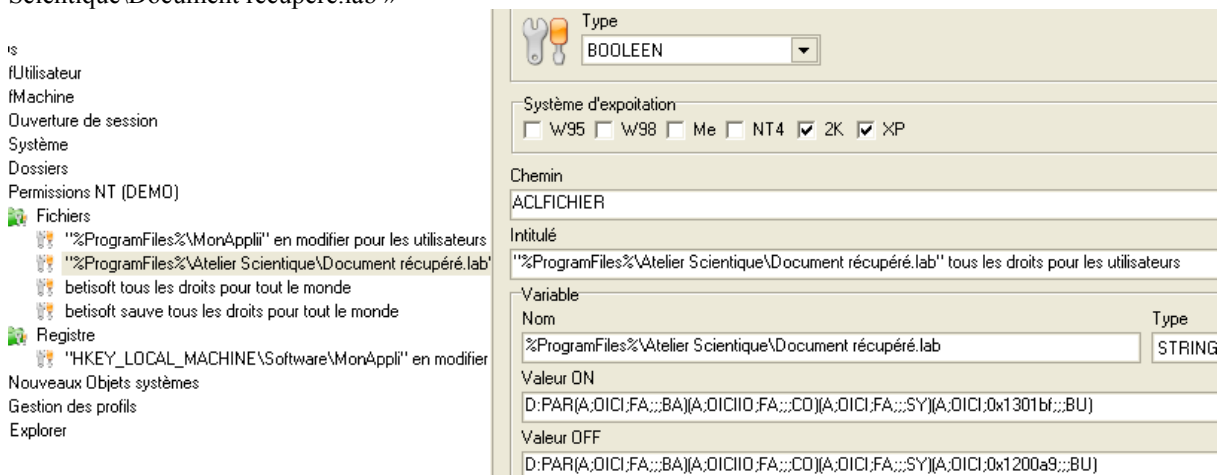 Scientique\Document récupéré.lab »
fUtilisateur
fMachine
Ouverture de session
Système
Dossiers
Permissions NT (DEMO)
Fichiers
"%ProgramFiles%\MonApplii" en modifier pour les utilisateurs
"%ProgramFiles%\Atelier Scientique\Document récupéré.lab"
betisoft tous les droits pour tout le monde
betisoft sauve tous les droits pour tout le monde
Registre
"HKEY_LOCAL_MACHINE\Software\MonAppli" en modifier
Nouveaux Objets systèmes
Gestion des profils
Explorer
Type
BOOLEEN
Système d'expoitation
W95 W98 Me NT4 2K XP
Chemin
ACLFICHIER
Intitulé
"%ProgramFiles%\Atelier Scientique\Document récupéré.lab" tous les droits pour les utilisateurs
Variable
Nom Type
%ProgramFiles%\Atelier Scientique\Document récupéré.lab STRING
Valeur ON
D:PAR(A;OICI;FA;;;BA)(A;OICIIO;FA;;;CO)(A;OICI;FA;;;SY)(A;OICI;0x1301bf;;;BU)
Valeur OFF
D:PAR(A;OICI;FA;;;BA)(A;OICIIO;FA;;;CO)(A;OICI;FA;;;SY)(A;OICI;0x1200a9;;;BU)